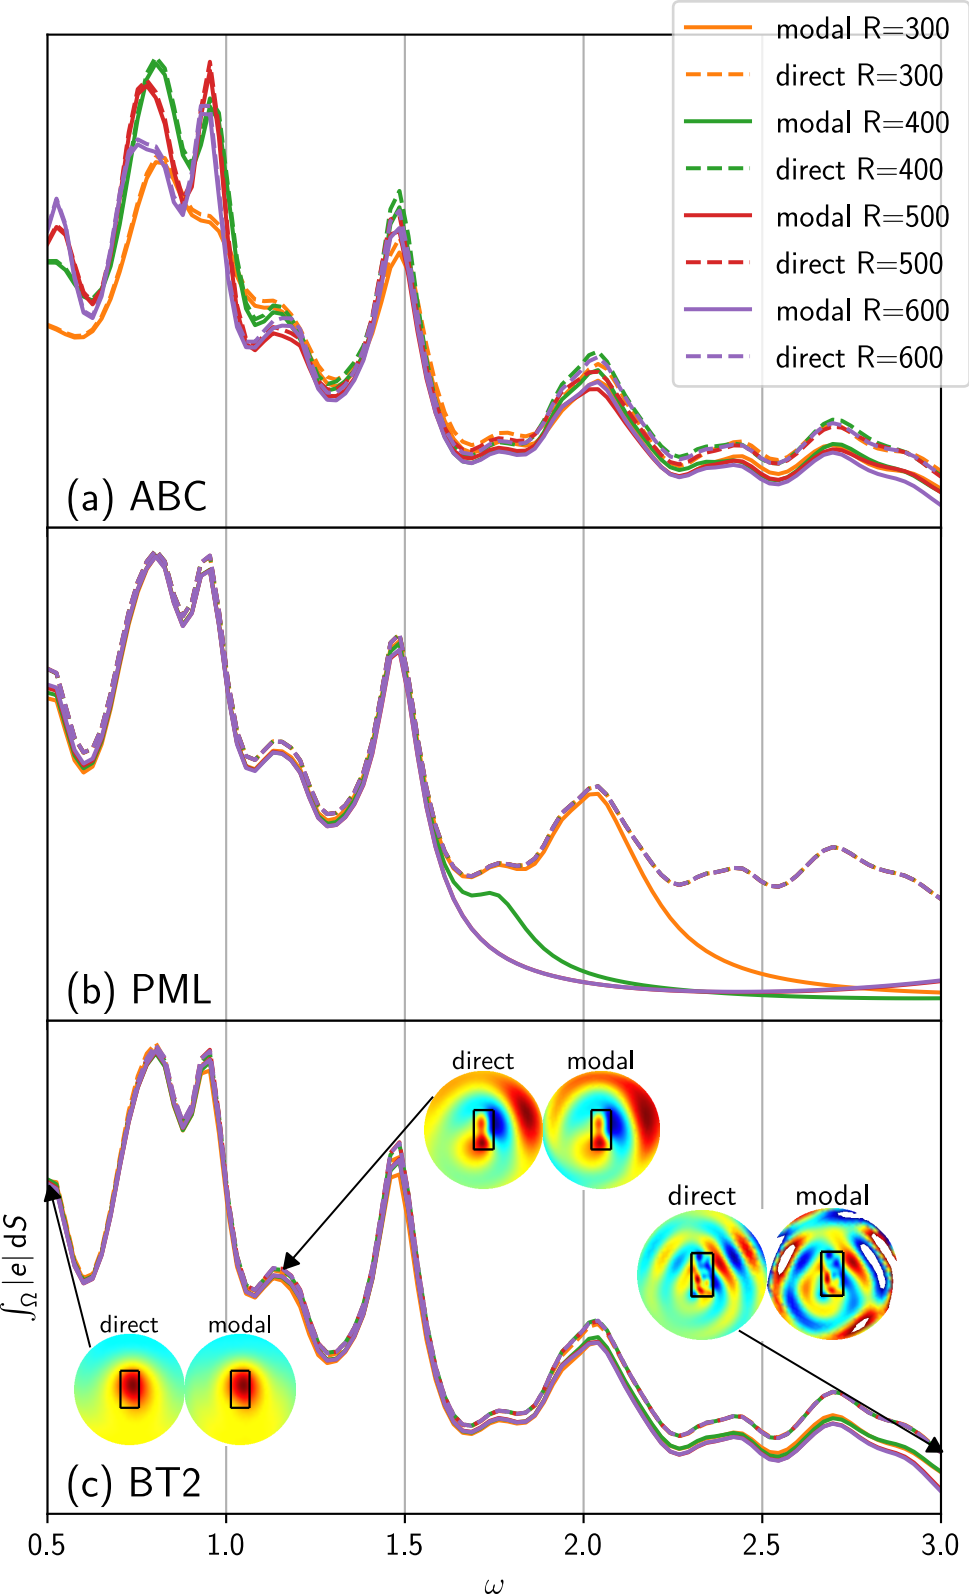 modal R=300
direct R=300
modal R=400
direct R=400
modal R=500
direct R=500
modal R=600
direct R=600
(a) ABC
(b) PML
direct modal
direct modal
direct modal
∫Ω |e| dS
(c) BT2
0.5 1.0 1.5 2.0 2.5 3.0
ω